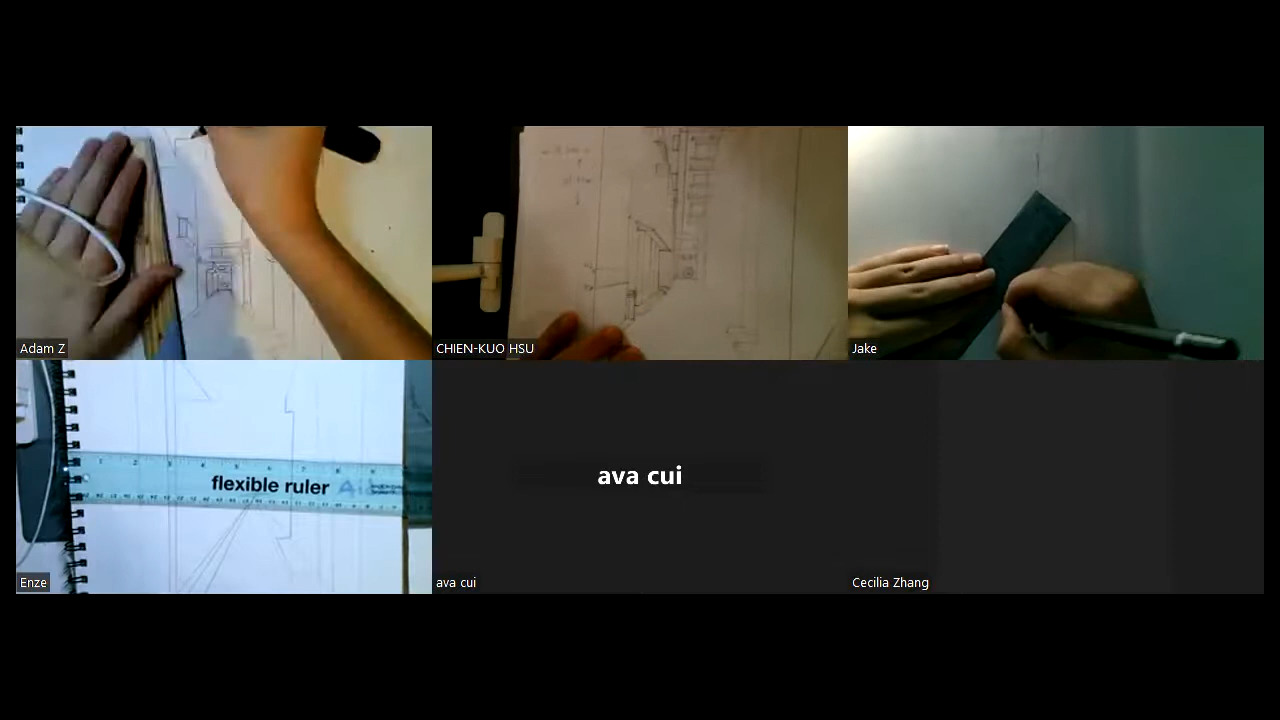 Adam Z
CHIEN-KUO HSU
Jake
flexible ruler
Enze
ava cui
ava cui
Cecilia Zhang